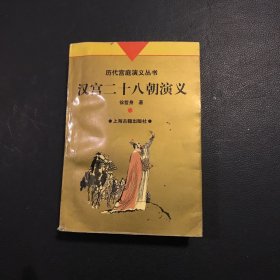 历代宫庭演义丛书
汉宫二十八朝演义
徐哲身 著
●上海古籍出版社●